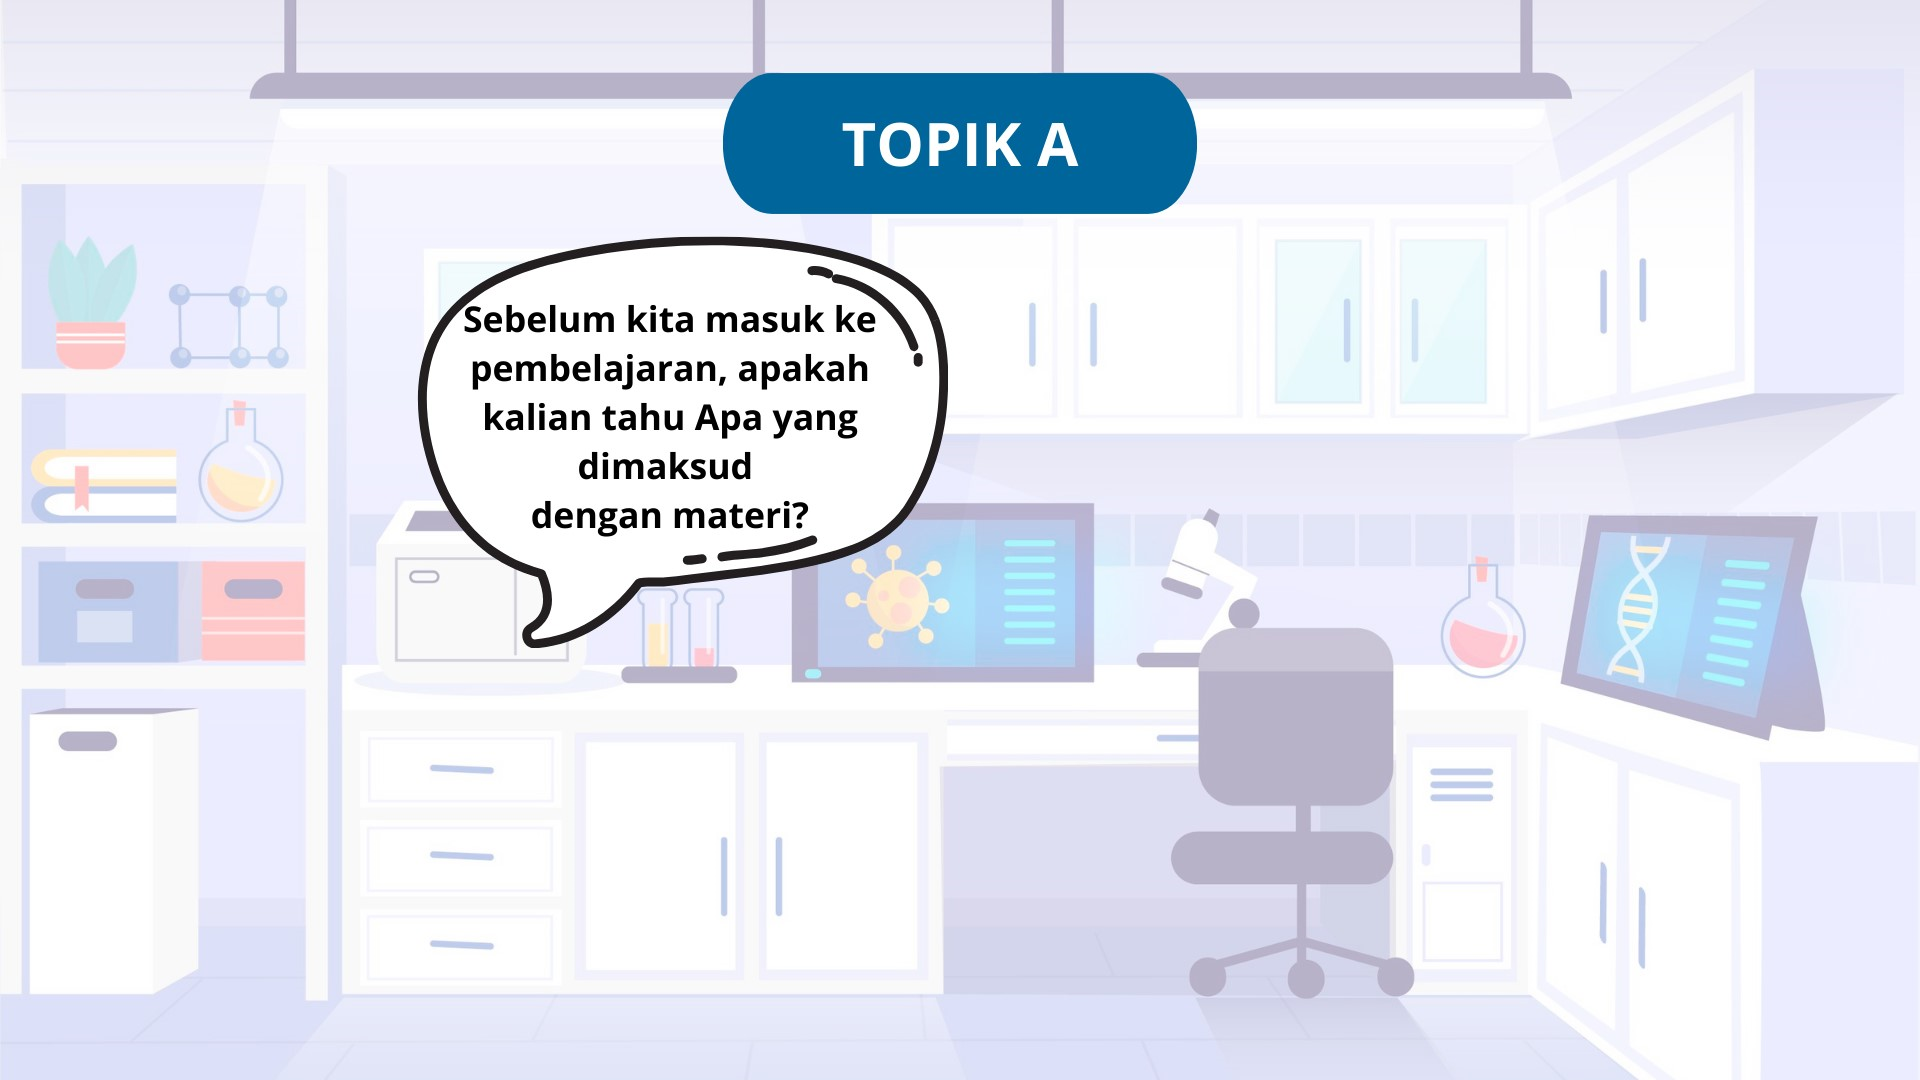 TOPIK A
Sebelum kita masuk ke
pembelajaran, apakah
kalian tahu Apa yang
dimaksud
dengan materi?